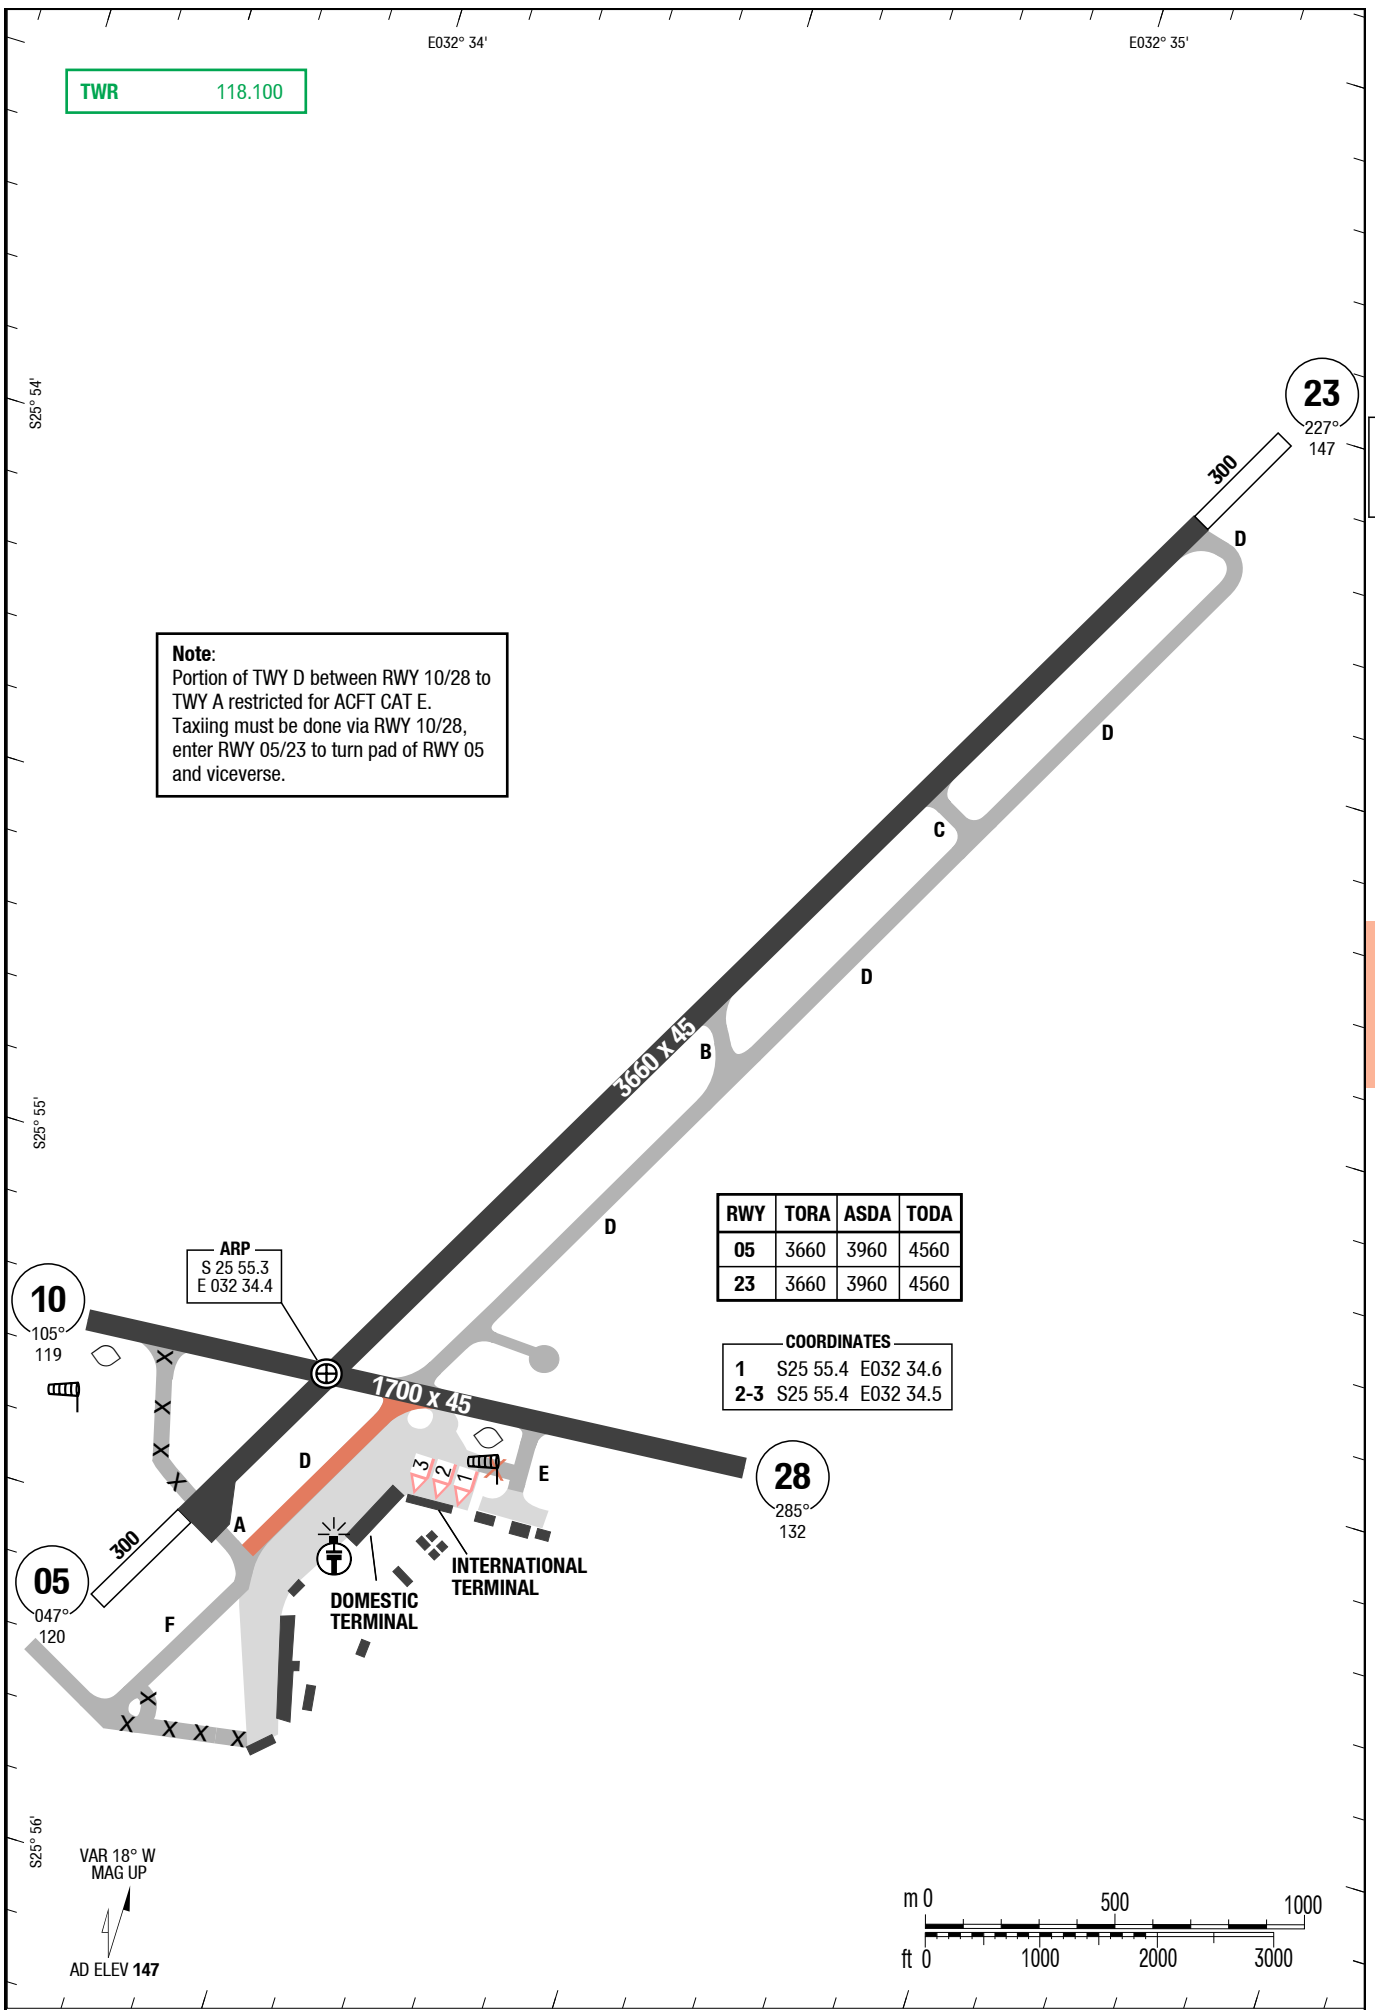 E032° 34'
E032° 35'
TWR 118.100
S25° 54'
23
227°
147
300
D
Note:
Portion of TWY D between RWY 10/28 to
TWY A restricted for ACFT CAT E.
Taxiing must be done via RWY 10/28,
enter RWY 05/23 to turn pad of RWY 05
and viceverse.
D
C
D
3660 x 45
B
S25° 55'
D
RWY TORA ASDA TODA
05 3660 3960 4560
23 3660 3960 4560
ARP
S 25 55.3
E 032 34.4
10
105°
119
COORDINATES
1 S25 55.4 E032 34.6
2-3 S25 55.4 E032 34.5
1700 x 45
X
X
X
X
D
3
2
1
X
E
28
285°
132
A
300
05
047°
120
INTERNATIONAL
TERMINAL
DOMESTIC
TERMINAL
F
X
X
X
X
X
S25° 56'
VAR 18° W
MAG UP
AD ELEV 147
m 0 500 1000
ft 0 1000 2000 3000